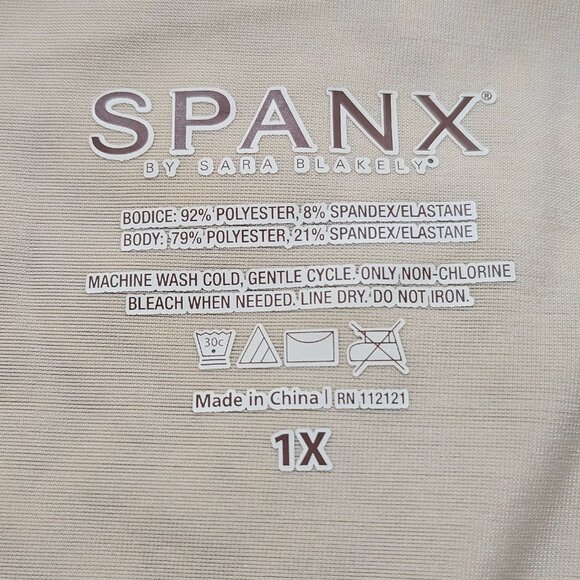 SPANX®
BY SARA BLAKELY®
BODICE: 92% POLYESTER, 8% SPANDEX/ELASTANE
BODY: 79% POLYESTER, 21% SPANDEX/ELASTANE
MACHINE WASH COLD, GENTLE CYCLE. ONLY NON-CHLORINE
BLEACH WHEN NEEDED. LINE DRY. DO NOT IRON.
30c
Made in China | RN 112121
1X